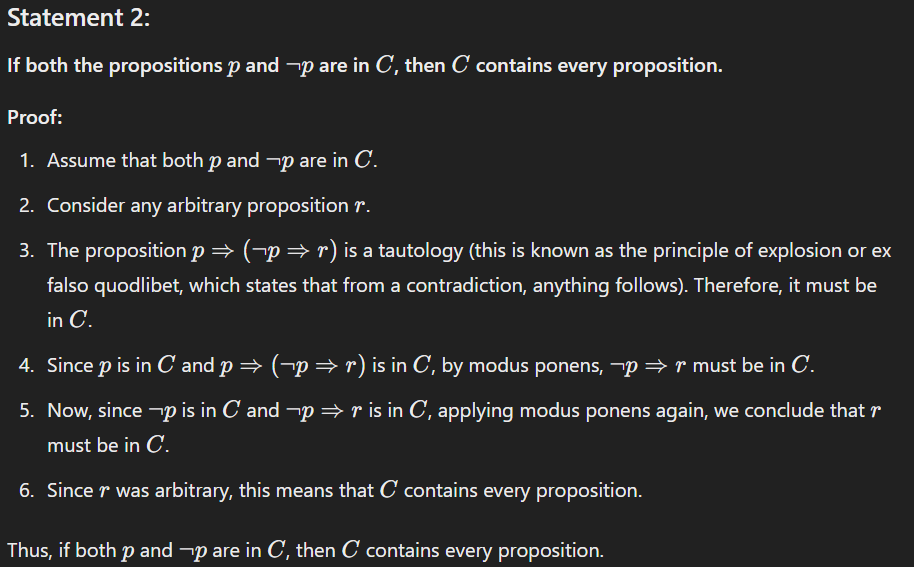 Statement 2:
If both the propositions p and ¬p are in C, then C contains every proposition.
Proof:
1. Assume that both p and ¬p are in C.
2. Consider any arbitrary proposition r.
3. The proposition p ⇒ (¬p ⇒ r) is a tautology (this is known as the principle of explosion or ex
falso quodlibet, which states that from a contradiction, anything follows). Therefore, it must be
in C.
4. Since p is in C and p ⇒ (¬p ⇒ r) is in C, by modus ponens, ¬p ⇒ r must be in C.
5. Now, since ¬p is in C and ¬p ⇒ r is in C, applying modus ponens again, we conclude that r
must be in C.
6. Since r was arbitrary, this means that C contains every proposition.
Thus, if both p and ¬p are in C, then C contains every proposition.